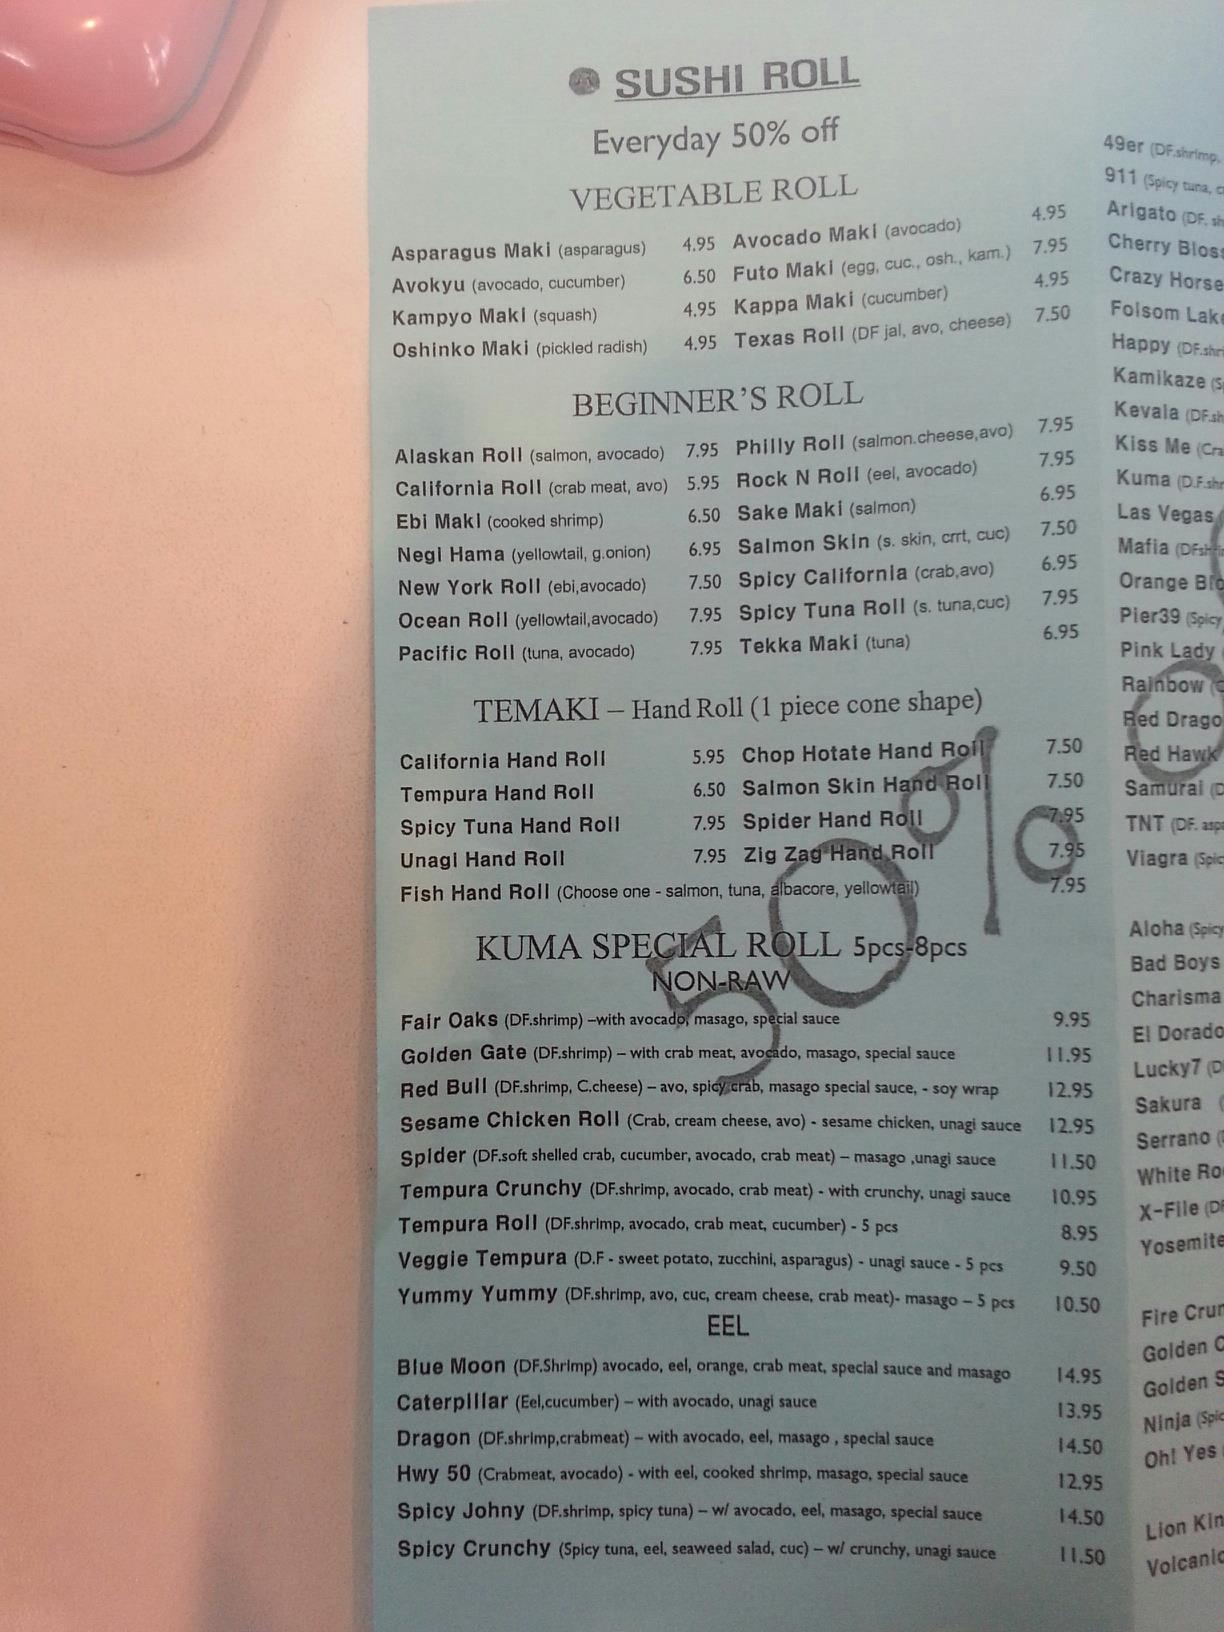 SUSHI ROLL
Everyday 50% off
VEGETABLE ROLL
Asparagus Maki (asparagus) 4.95 Avocado Maki (avocado) 4.95
Avokyu (avocado, cucumber) 6.50 Futo Maki (egg, cuc., osh., kam.) 7.95
Kampyo Maki (squash) 4.95 Kappa Maki (cucumber) 4.95
Oshinko Maki (pickled radish) 4.95 Texas Roll (DF jal, avo, cheese) 7.50
BEGINNER'S ROLL
Alaskan Roll (salmon, avocado) 7.95 Philly Roll (salmon.cheese,avo) 7.95
California Roll (crab meat, avo) 5.95 Rock N Roll (eel, avocado) 7.95
Ebi Maki (cooked shrimp) 6.50 Sake Maki (salmon) 6.95
Negi Hama (yellowtail, g.onion) 6.95 Salmon Skin (s. skin, crrt, cuc) 7.50
New York Roll (ebi,avocado) 7.50 Spicy California (crab,avo) 6.95
Ocean Roll (yellowtail,avocado) 7.95 Spicy Tuna Roll (s. tuna,cuc) 7.95
Pacific Roll (tuna, avocado) 7.95 Tekka Maki (tuna) 6.95
TEMAKI – Hand Roll (1 piece cone shape)
California Hand Roll 5.95 Chop Hotate Hand Roll 7.50
Tempura Hand Roll 6.50 Salmon Skin Hand Roll 7.50
Spicy Tuna Hand Roll 7.95 Spider Hand Roll 7.95
Unagi Hand Roll 7.95 Zig Zag Hand Roll 7.95
Fish Hand Roll (Choose one - salmon, tuna, albacore, yellowtail) 7.95
50%
KUMA SPECIAL ROLL 5pcs-8pcs
NON-RAW
Fair Oaks (DF.shrimp) –with avocado, masago, special sauce 9.95
Golden Gate (DF.shrimp) – with crab meat, avocado, masago, special sauce 11.95
Red Bull (DF.shrimp, C.cheese) – avo, spicy crab, masago special sauce, - soy wrap 12.95
Sesame Chicken Roll (Crab, cream cheese, avo) - sesame chicken, unagi sauce 12.95
Spider (DF.soft shelled crab, cucumber, avocado, crab meat) – masago ,unagi sauce 11.50
Tempura Crunchy (DF.shrimp, avocado, crab meat) - with crunchy, unagi sauce 10.95
Tempura Roll (DF.shrimp, avocado, crab meat, cucumber) - 5 pcs 8.95
Veggie Tempura (D.F - sweet potato, zucchini, asparagus) - unagi sauce - 5 pcs 9.50
Yummy Yummy (DF.shrimp, avo, cuc, cream cheese, crab meat)- masago – 5 pcs 10.50
EEL
Blue Moon (DF.Shrimp) avocado, eel, orange, crab meat, special sauce and masago 14.95
Caterpillar (Eel,cucumber) – with avocado, unagi sauce 13.95
Dragon (DF.shrimp,crabmeat) – with avocado, eel, masago , special sauce 14.50
Hwy 50 (Crabmeat, avocado) - with eel, cooked shrimp, masago, special sauce 12.95
Spicy Johny (DF.shrimp, spicy tuna) – w/ avocado, eel, masago, special sauce 14.50
Spicy Crunchy (Spicy tuna, eel, seaweed salad, cuc) – w/ crunchy, unagi sauce 11.50
49er (DF.shrimp,
911 (Spicy tuna,
Arigato (DF.
Cherry
Crazy Horse
Folsom
Happy
Kamikaze
Kevala
Kiss Me
Kuma
Las Vegas
Mafia
Orange
Pier39 (Spicy
Pink Lady
Rainbow
Red
Red Hawk
Samurai
TNT (DF.
Viagra
Aloha (Spicy
Bad Boys
Charisma
El Dorado
Lucky7
Sakura
Serrano
White
X-File
Yosemite
Fire
Golden
Golden
Ninja
Oh! Yes
Lion